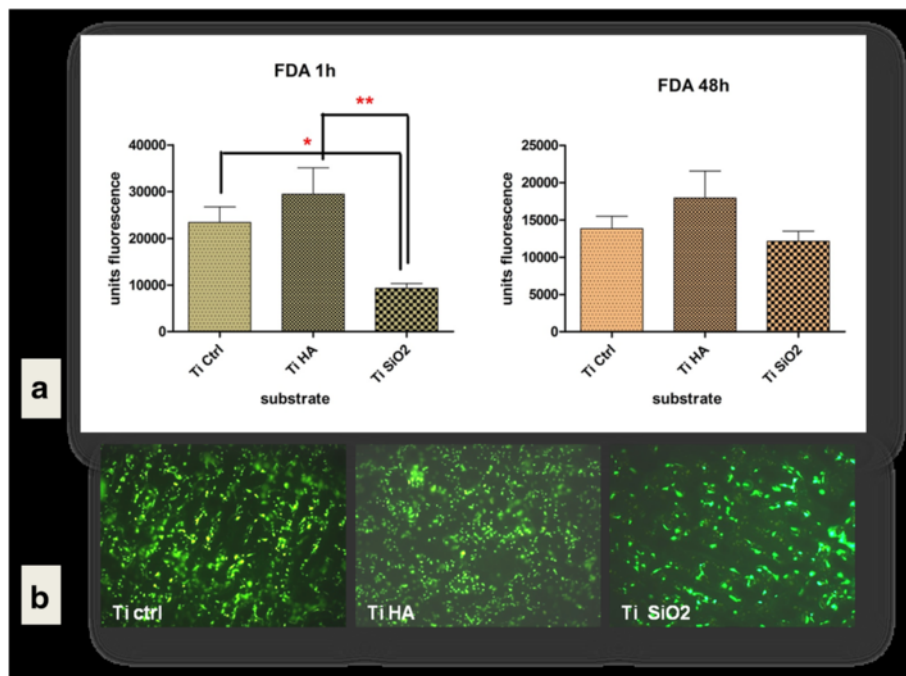 FDA 1h
**
*
units fluorescence
40000
30000
20000
10000
0
Ti Ctrl
Ti HA
Ti SiO2
substrate
FDA 48h
units fluorescence
25000
20000
15000
10000
5000
0
Ti Ctrl
Ti HA
Ti SiO2
substrate
a
b
Ti ctrl
Ti HA
Ti SiO2